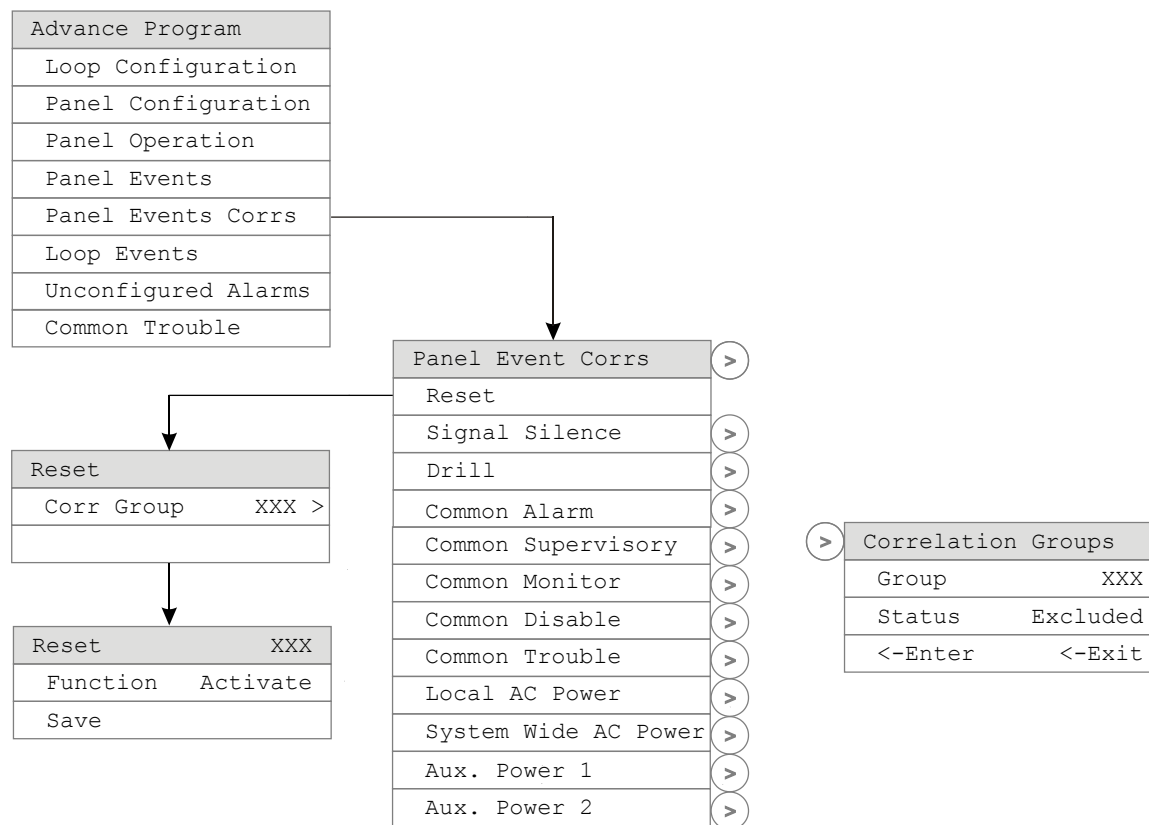 Advance Program
Loop Configuration
Panel Configuration
Panel Operation
Panel Events
Panel Events Corrs
Loop Events
Unconfigured Alarms
Common Trouble
Panel Event Corrs >
Reset
Signal Silence >
Drill >
Common Alarm >
Common Supervisory >
Common Monitor >
Common Disable >
Common Trouble >
Local AC Power >
System Wide AC Power >
Aux. Power 1 >
Aux. Power 2 >
Reset
Corr Group XXX >
Reset XXX
Function Activate
Save
> Correlation Groups
Group XXX
Status Excluded
<-Enter <-Exit